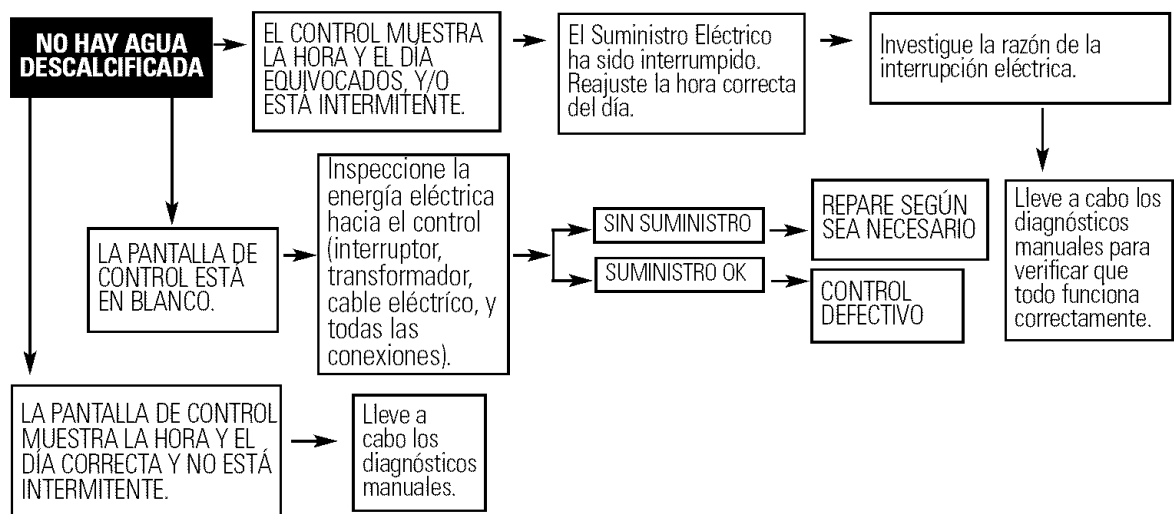 NO HAY AGUA
DESCALCIFICADA
EL CONTROL MUESTRA
LA HORA Y EL DÍA
EQUIVOCADOS, Y/O
ESTÁ INTERMITENTE.
El Suministro Eléctrico
ha sido interrumpido.
Reajuste la hora correcta
del día.
Investigue la razón de la
interrupción eléctrica.
Lleve a cabo los
diagnósticos
manuales para
verificar que
todo funciona
correctamente.
LA PANTALLA DE
CONTROL ESTÁ
EN BLANCO.
Inspeccione la
energía eléctrica
hacia el control
(interruptor,
transformador,
cable eléctríco, y
todas las
conexiones).
SIN SUMINISTRO
REPARE SEGÚN
SEA NECESARIO
SUMINISTRO OK
CONTROL
DEFECTIVO
LA PANTALLA DE CONTROL
MUESTRA LA HORA Y EL
DÍA CORRECTA Y NO ESTÁ
INTERMITENTE.
Lleve a
cabo los
diagnósticos
manuales.